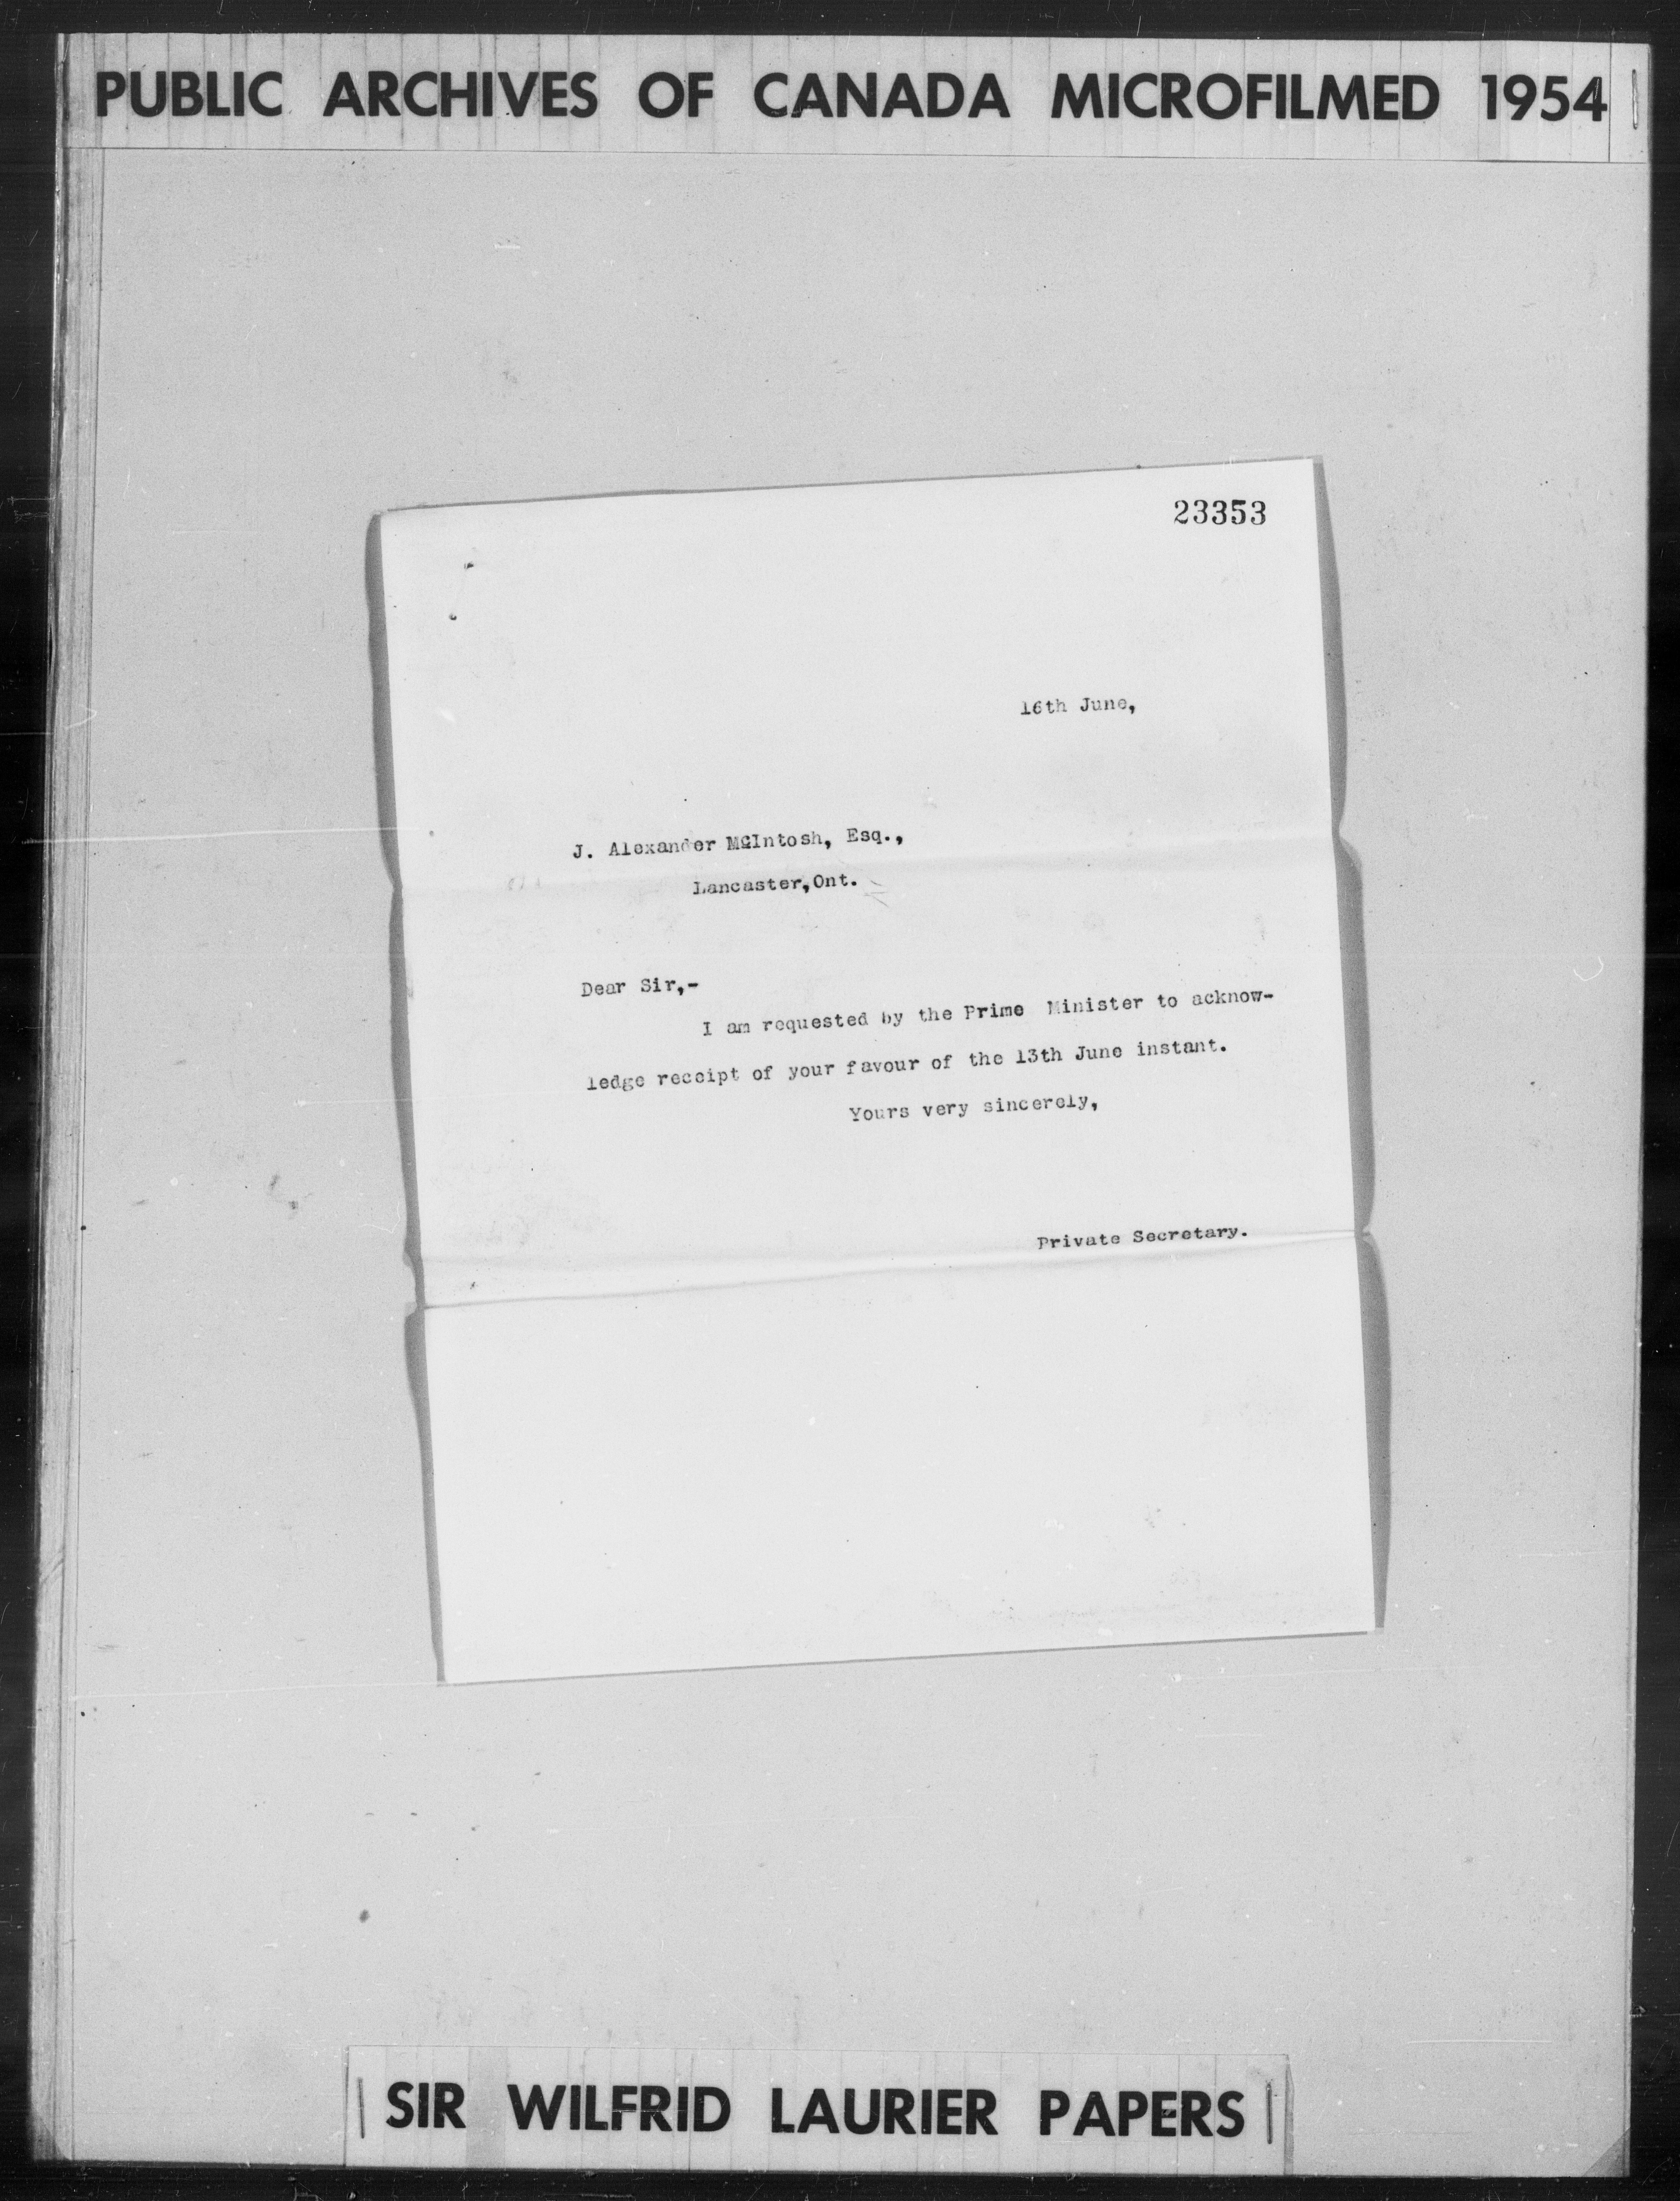 PUBLIC ARCHIVES OF CANADA MICROFILMED 1954
23353
16th June,
J. Alexander McIntosh, Esq.,
Lancaster,Ont.
Dear Sir,-
I am requested by the Prime Minister to acknow-
ledge receipt of your favour of the 13th June instant.
Yours very sincerely,
Private Secretary.
SIR WILFRID LAURIER PAPERS